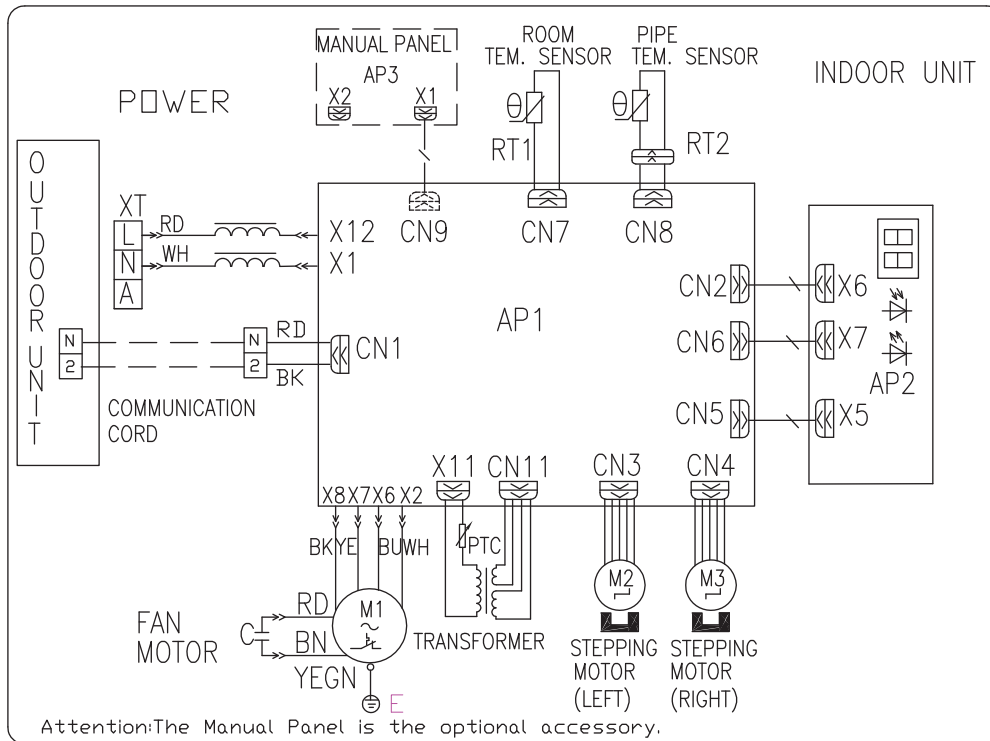 MANUAL PANEL
AP3
X2 X1
ROOM
TEM. SENSOR
PIPE
TEM. SENSOR
INDOOR UNIT
POWER
RT1
RT2
OUTDOOR UNIT
XT
L
N
A
RD
WH
X12
X1
CN9
CN7
CN8
AP1
CN2
CN6
CN5
X6
X7
X5
AP2
N
2
N
2
RD
BK
CN1
COMMUNICATION
CORD
X8 X7 X6 X2
X11
CN11
CN3
CN4
BK YE BU WH
PTC
TRANSFORMER
M1
M2
M3
RD
BN
C
FAN
MOTOR
YEGN
E
STEPPING
MOTOR
(LEFT)
STEPPING
MOTOR
(RIGHT)
θ
θ
Attention:The Manual Panel is the optional accessory.